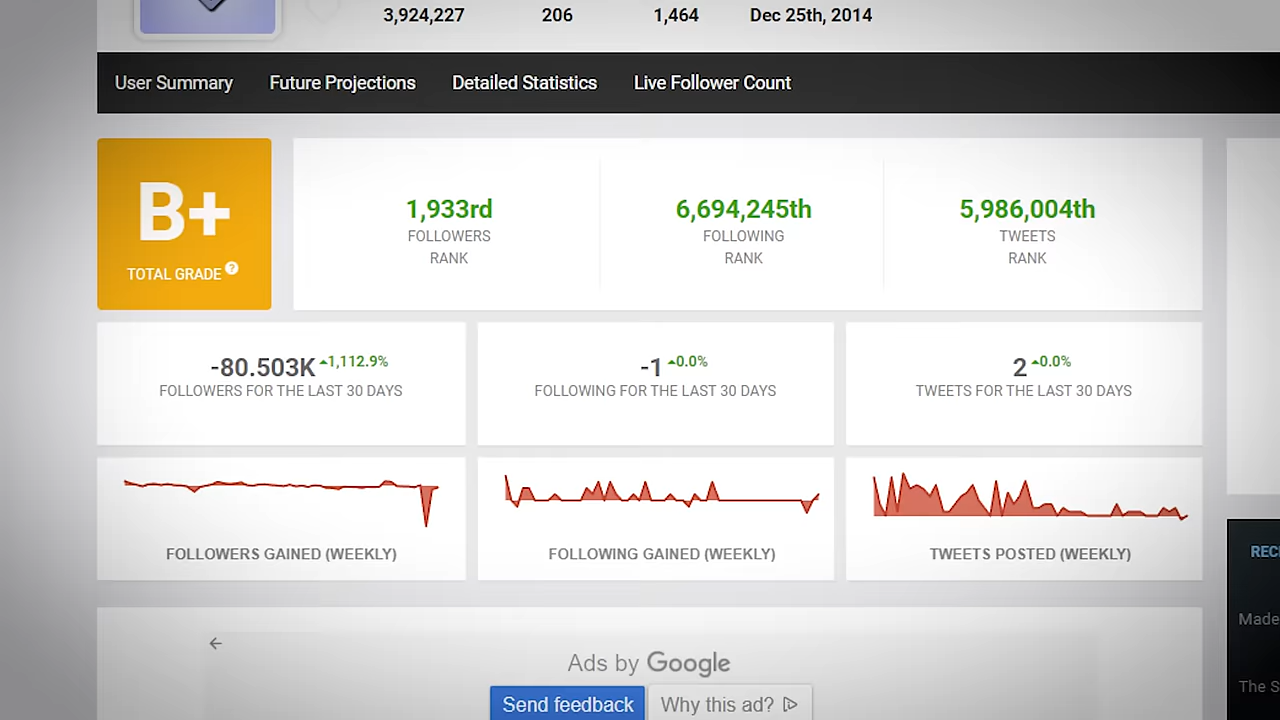 3,924,227 206 1,464 Dec 25th, 2014
User Summary Future Projections Detailed Statistics Live Follower Count
B+
TOTAL GRADE ?
1,933rd
FOLLOWERS
RANK
6,694,245th
FOLLOWING
RANK
5,986,004th
TWEETS
RANK
-80.503K 1,112.9%
FOLLOWERS FOR THE LAST 30 DAYS
-1 0.0%
FOLLOWING FOR THE LAST 30 DAYS
2 0.0%
TWEETS FOR THE LAST 30 DAYS
FOLLOWERS GAINED (WEEKLY)
FOLLOWING GAINED (WEEKLY)
TWEETS POSTED (WEEKLY)
Ads by Google
Send feedback Why this ad?
Made
The S